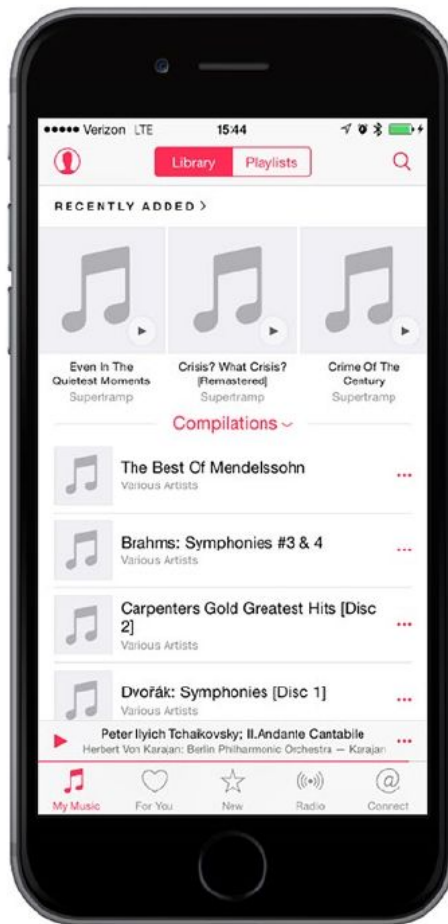 Verizon LTE 15:44
Library Playlists
RECENTLY ADDED >
Even In The
Quietest Moments
Supertramp
Crisis? What Crisis?
[Remastered]
Supertramp
Crime Of The
Century
Supertramp
Compilations
The Best Of Mendelssohn
Various Artists
Brahms: Symphonies #3 & 4
Various Artists
Carpenters Gold Greatest Hits [Disc
2]
Various Artists
Dvořák: Symphonies [Disc 1]
Various Artists
Peter Ilyich Tchaikovsky; II.Andante Cantabile
Herbert Von Karajan: Berlin Philharmonic Orchestra — Karajan
My Music For You New Radio Connect